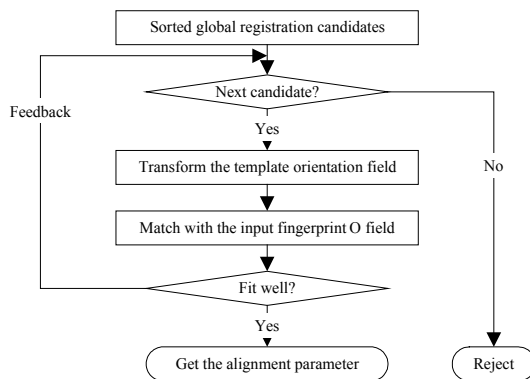 Sorted global registration candidates
Next candidate?
Feedback
Yes
Transform the template orientation field
No
Match with the input fingerprint O field
Fit well?
Yes
Get the alignment parameter
Reject